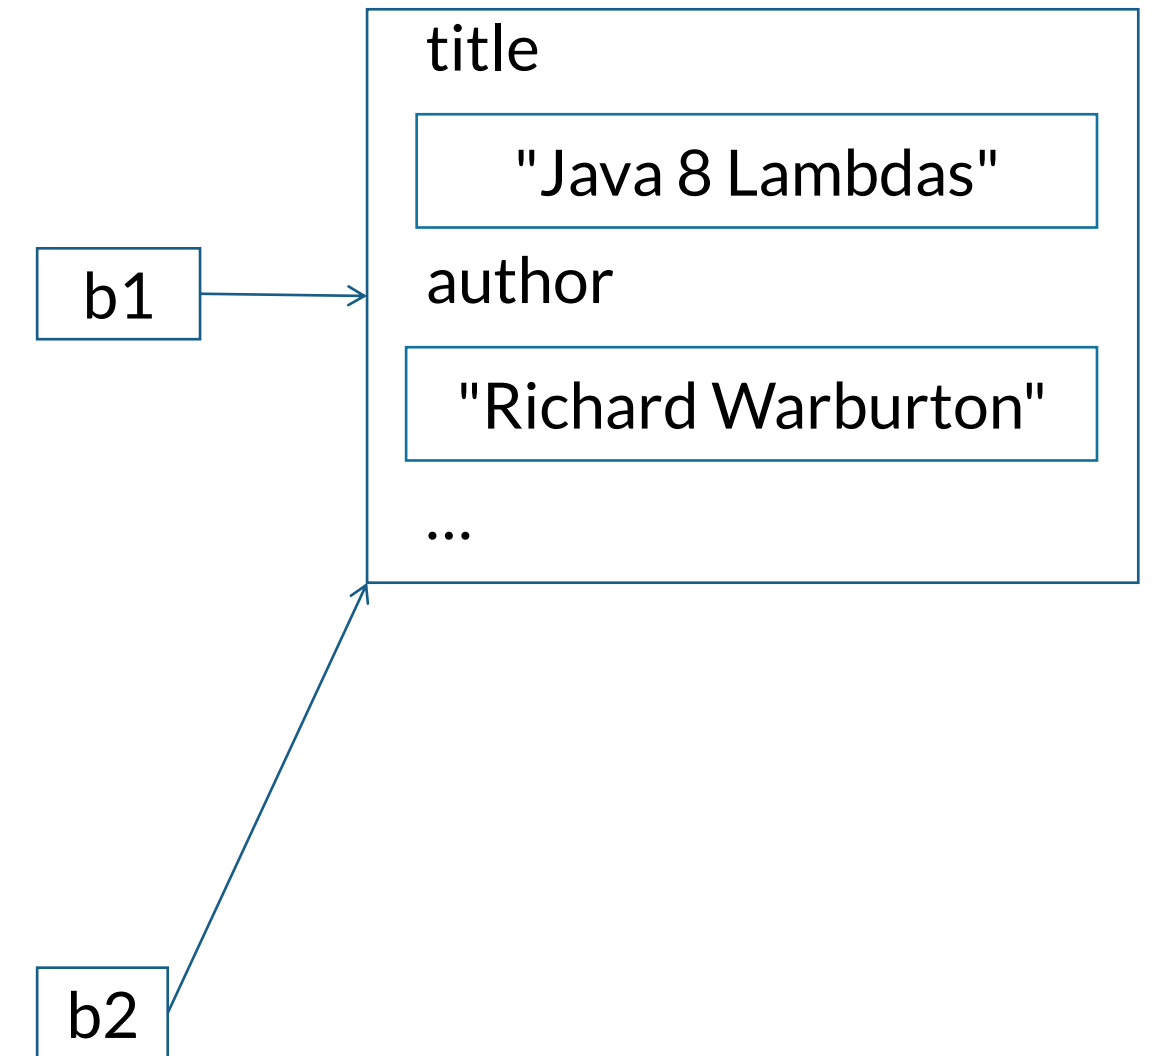 title
"Java 8 Lambdas"
b1
author
"Richard Warburton"
...
b2